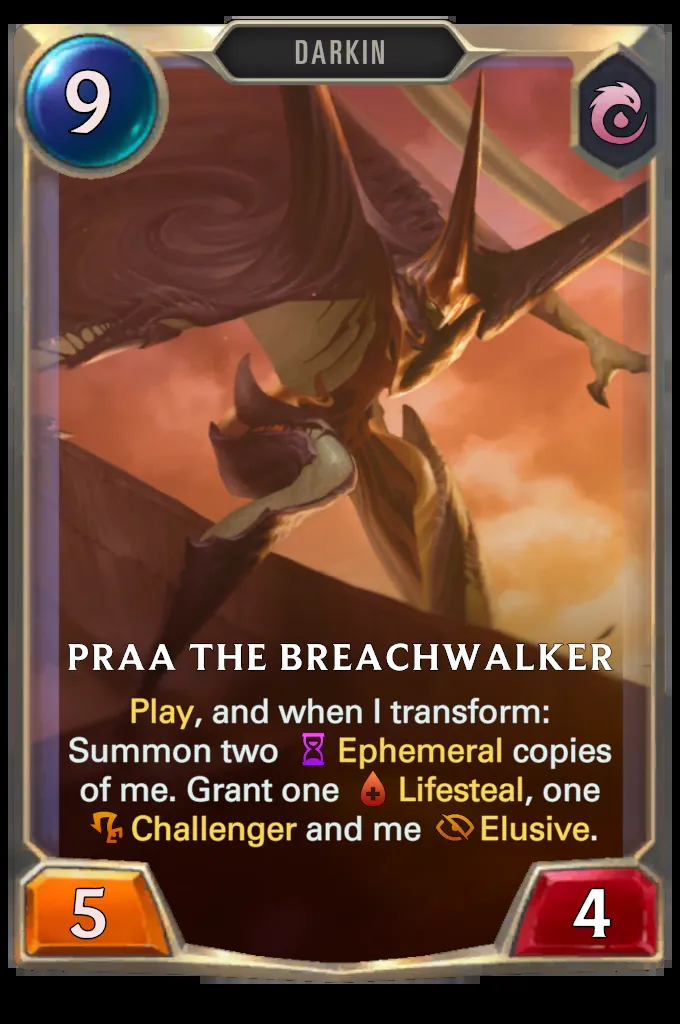 DARKIN
9
PRAA THE BREACHWALKER
Play, and when I transform:
Summon two Ephemeral copies
of me. Grant one Lifesteal, one
Challenger and me Elusive.
5
4